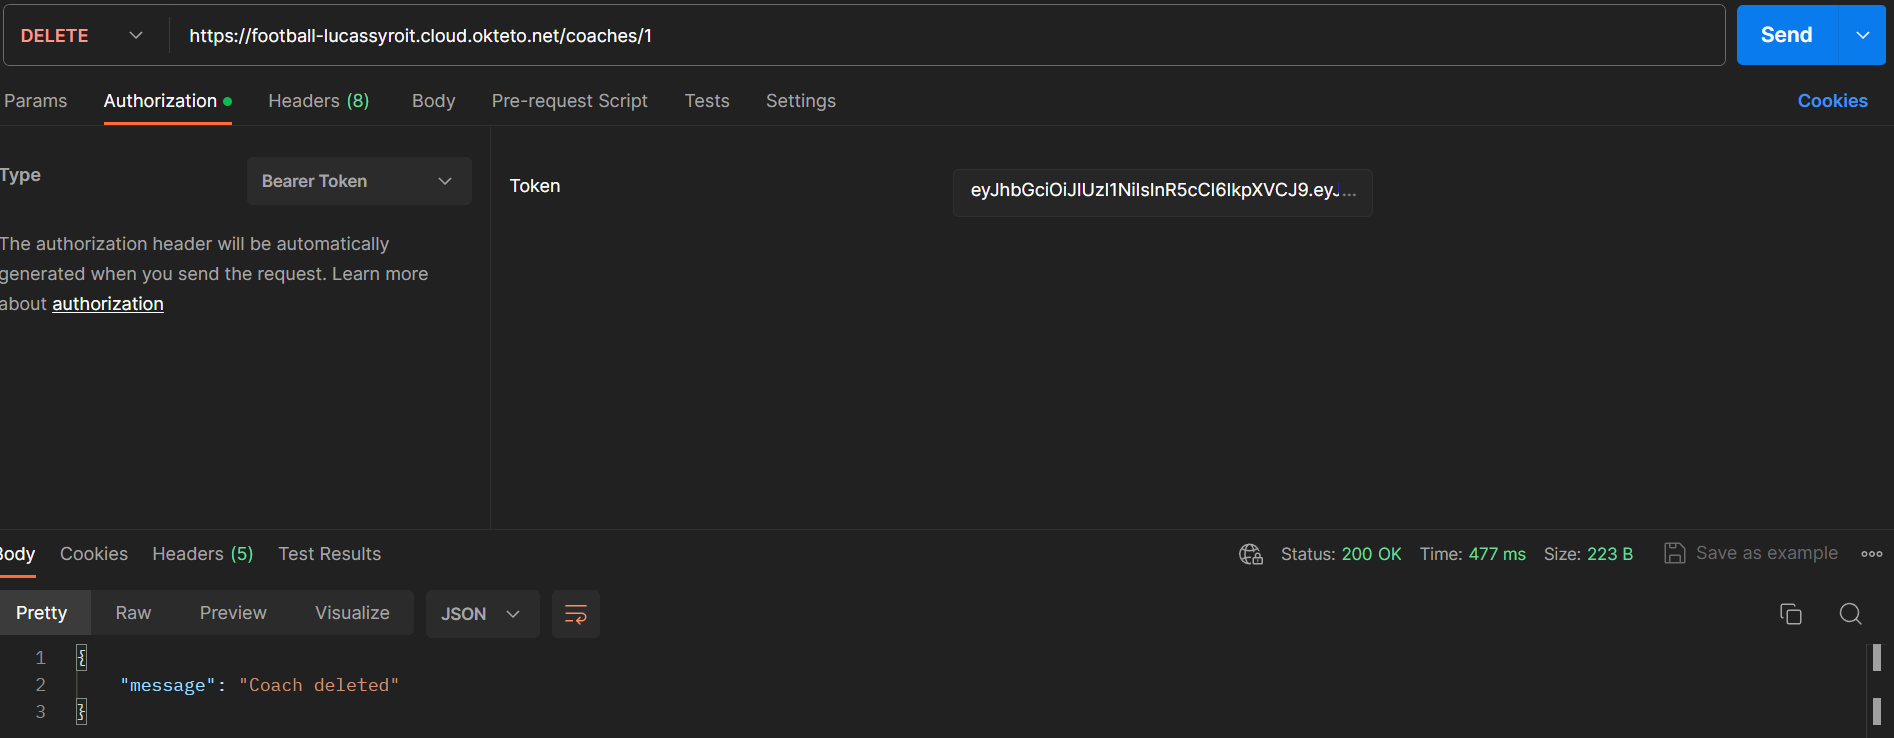 DELETE https://football-lucassyroit.cloud.okteto.net/coaches/1 Send
Params Authorization Headers (8) Body Pre-request Script Tests Settings Cookies
Type Bearer Token Token eyJhbGciOiJIUzI1NiIsInR5cCI6IkpXVCJ9.eyJ...
The authorization header will be automatically
generated when you send the request. Learn more
about authorization
Body Cookies Headers (5) Test Results Status: 200 OK Time: 477 ms Size: 223 B Save as example
Pretty Raw Preview Visualize JSON
1 {
2 "message": "Coach deleted"
3 }